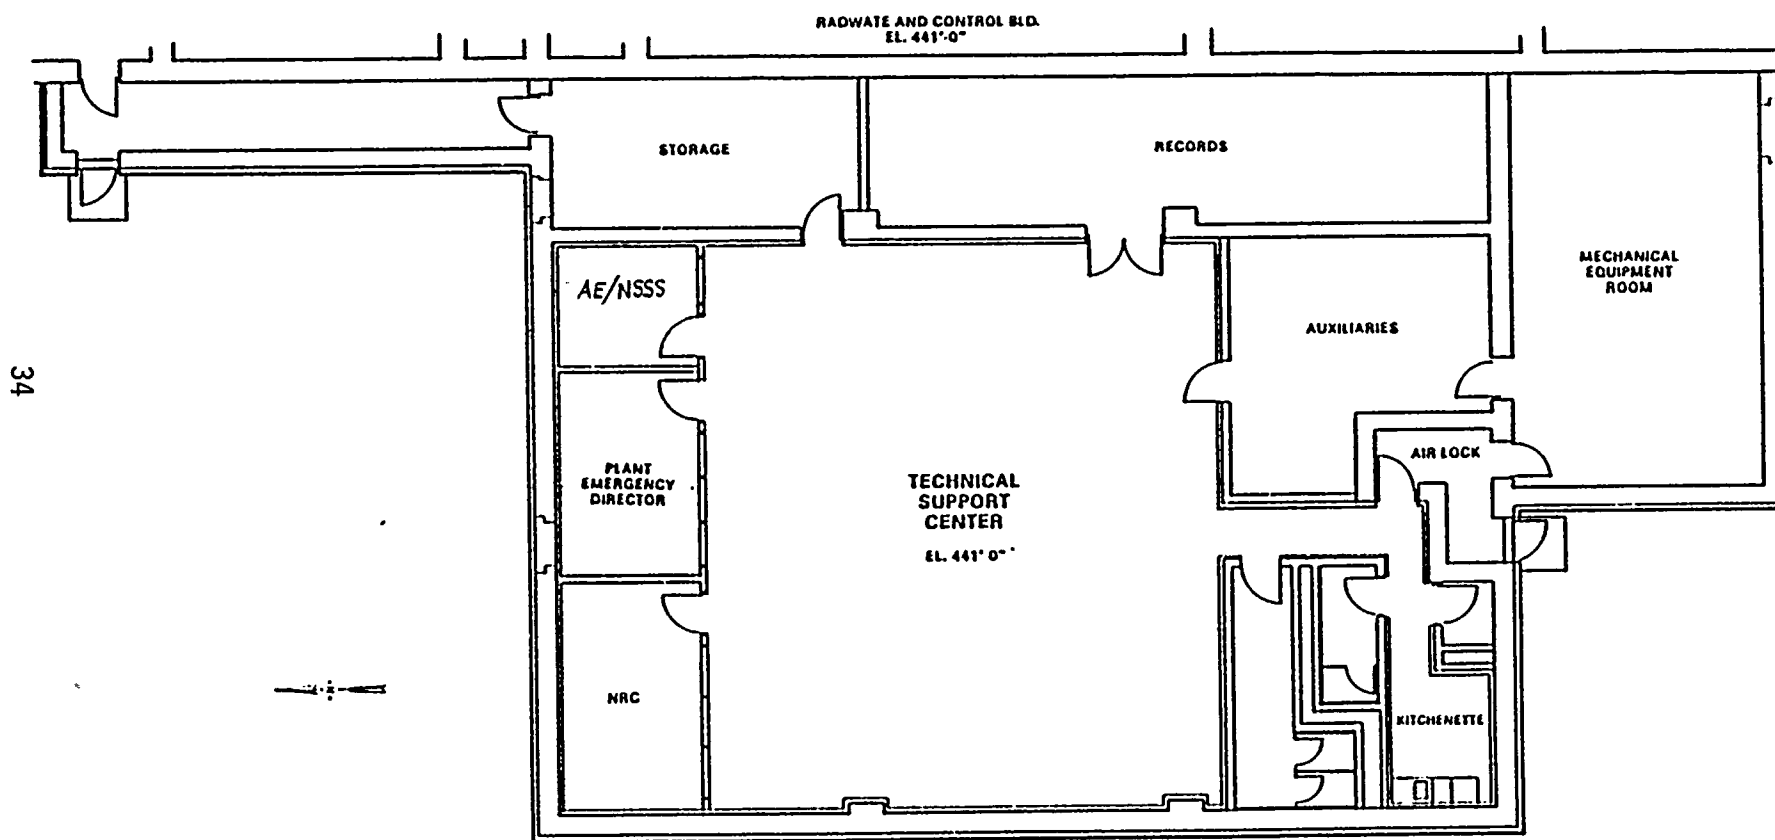 RADWATE AND CONTROL BLD.
EL. 441'-0"
STORAGE
RECORDS
MECHANICAL
EQUIPMENT
ROOM
AE/NSSS
AUXILIARIES
34
PLANT
EMERGENCY
DIRECTOR
AIR LOCK
TECHNICAL
SUPPORT
CENTER
EL. 441' 0"
NRC
KITCHENETTE